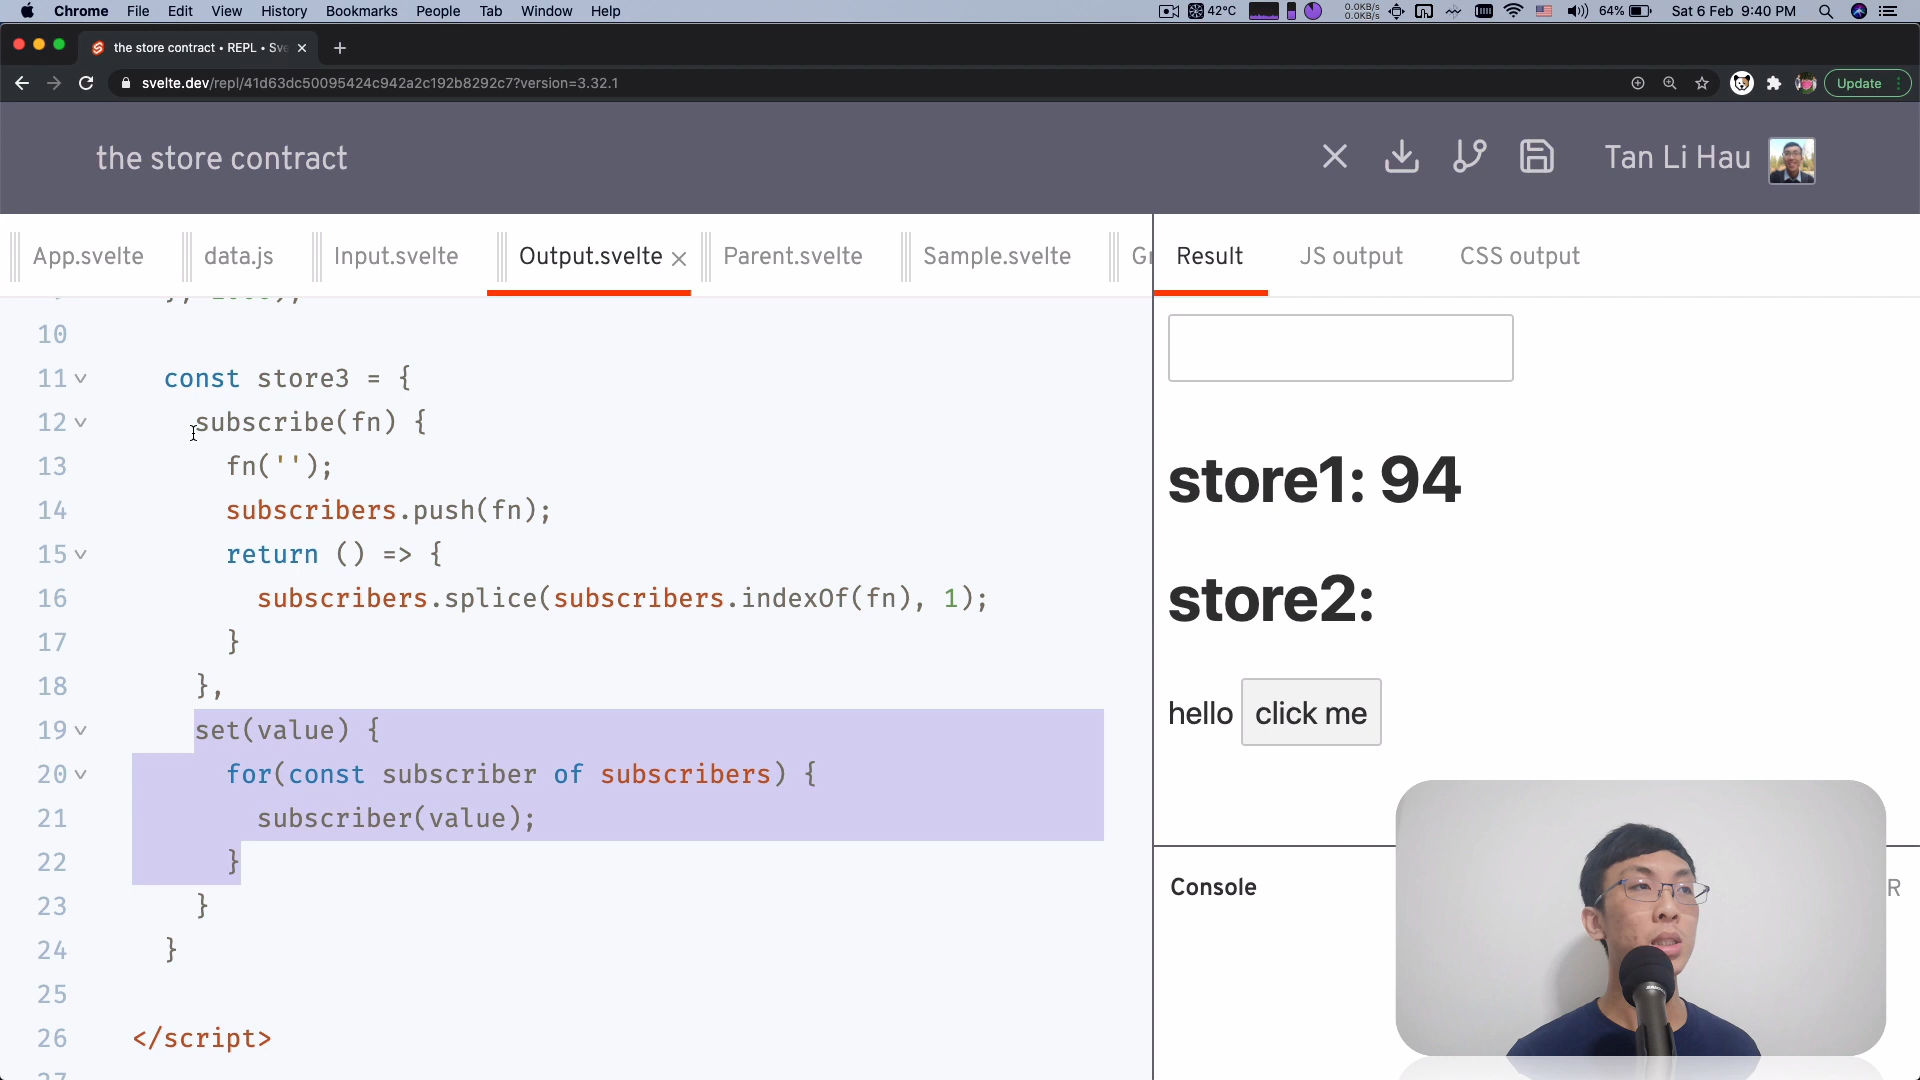 Chrome File Edit View History Bookmarks People Tab Window Help
42°C
0.0KB/s
0.0KB/s
64%
Sat 6 Feb 9:40 PM
the store contract • REPL • Sve
svelte.dev/repl/41d63dc50095424c942a2c192b8292c7?version=3.32.1
Update
the store contract
Tan Li Hau
App.svelte data.js Input.svelte Output.svelte Parent.svelte Sample.svelte
Result JS output CSS output
10
11 const store3 = {
12 subscribe(fn) {
13 fn('');
14 subscribers.push(fn);
15 return () => {
16 subscribers.splice(subscribers.indexOf(fn), 1);
17 }
18 },
19 set(value) {
20 for(const subscriber of subscribers) {
21 subscriber(value);
22 }
23 }
24 }
25
26 </script>
store1: 94
store2:
hello click me
Console
R